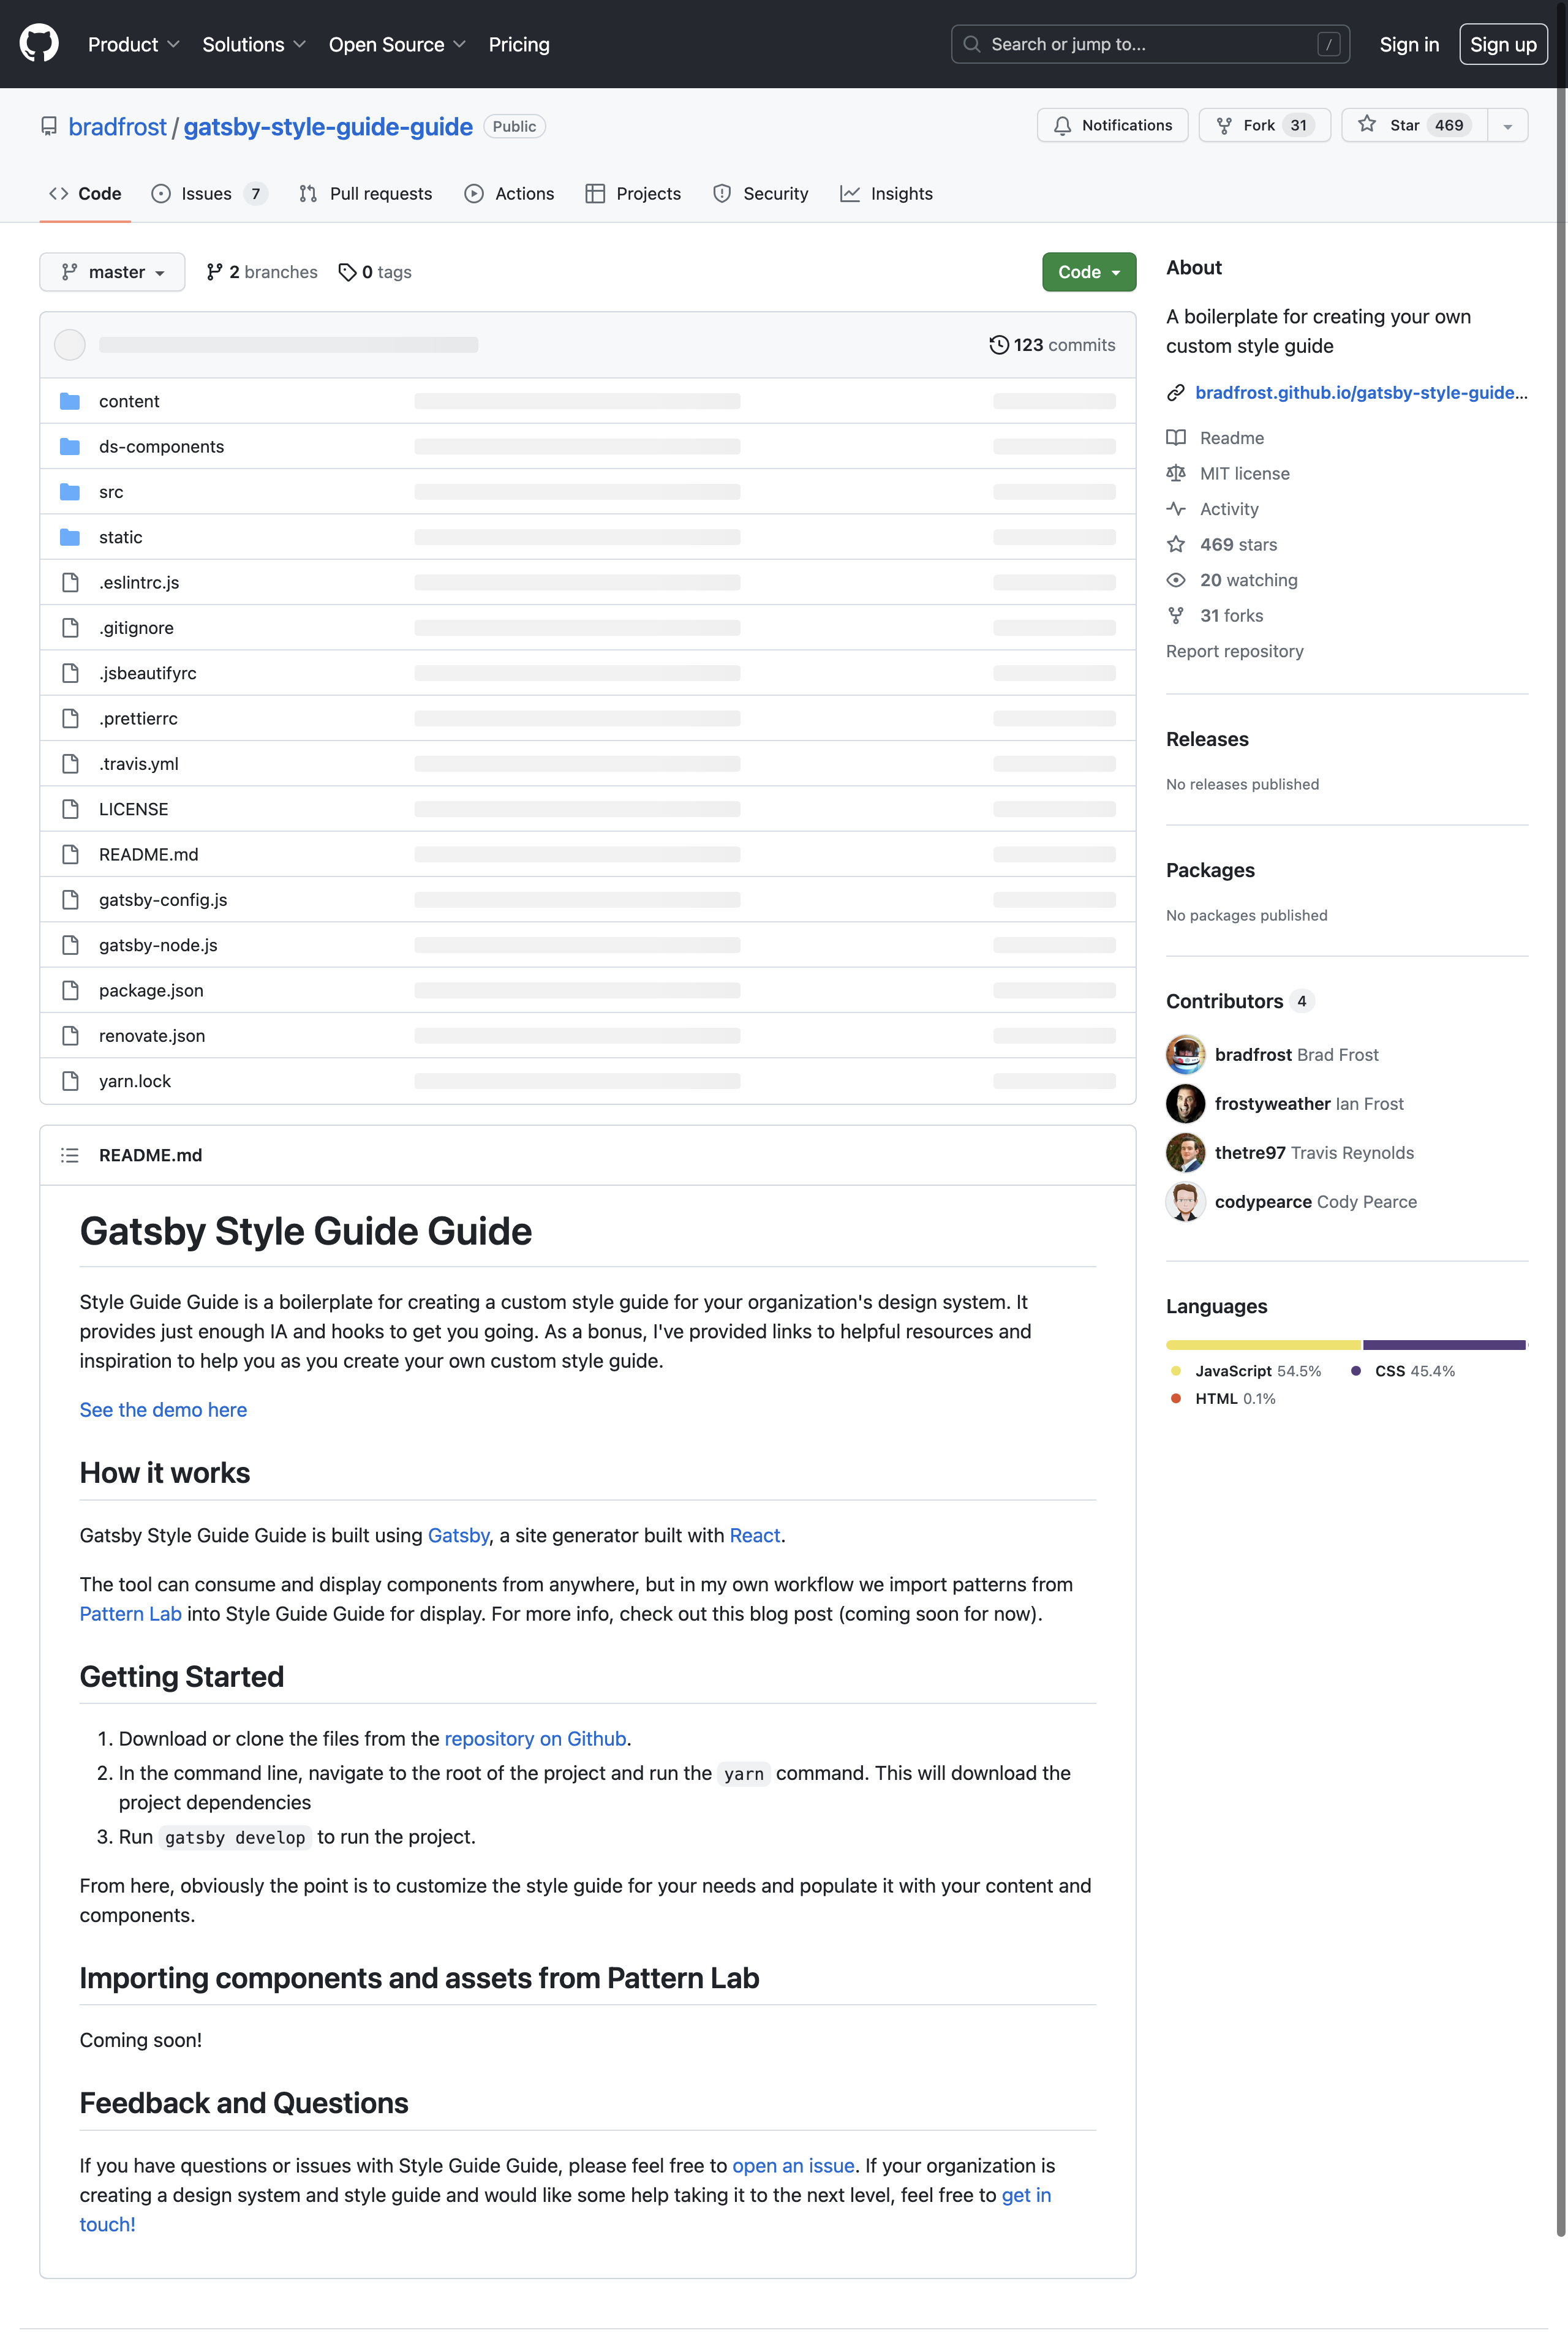 Product Solutions Open Source Pricing Search or jump to... / Sign in Sign up
bradfrost / gatsby-style-guide-guide Public Notifications Fork 31 Star 469
Code Issues 7 Pull requests Actions Projects Security Insights
master 2 branches 0 tags Code
123 commits
content
ds-components
src
static
.eslintrc.js
.gitignore
.jsbeautifyrc
.prettierrc
.travis.yml
LICENSE
README.md
gatsby-config.js
gatsby-node.js
package.json
renovate.json
yarn.lock
README.md
Gatsby Style Guide Guide
Style Guide Guide is a boilerplate for creating a custom style guide for your organization's design system. It
provides just enough IA and hooks to get you going. As a bonus, I've provided links to helpful resources and
inspiration to help you as you create your own custom style guide.
See the demo here
How it works
Gatsby Style Guide Guide is built using Gatsby, a site generator built with React.
The tool can consume and display components from anywhere, but in my own workflow we import patterns from
Pattern Lab into Style Guide Guide for display. For more info, check out this blog post (coming soon for now).
Getting Started
1. Download or clone the files from the repository on Github.
2. In the command line, navigate to the root of the project and run the yarn command. This will download the
project dependencies
3. Run gatsby develop to run the project.
From here, obviously the point is to customize the style guide for your needs and populate it with your content and
components.
Importing components and assets from Pattern Lab
Coming soon!
Feedback and Questions
If you have questions or issues with Style Guide Guide, please feel free to open an issue. If your organization is
creating a design system and style guide and would like some help taking it to the next level, feel free to get in
touch!
About
A boilerplate for creating your own
custom style guide
bradfrost.github.io/gatsby-style-guide...
Readme
MIT license
Activity
469 stars
20 watching
31 forks
Report repository
Releases
No releases published
Packages
No packages published
Contributors 4
bradfrost Brad Frost
frostyweather Ian Frost
thetre97 Travis Reynolds
codypearce Cody Pearce
Languages
JavaScript 54.5% CSS 45.4%
HTML 0.1%